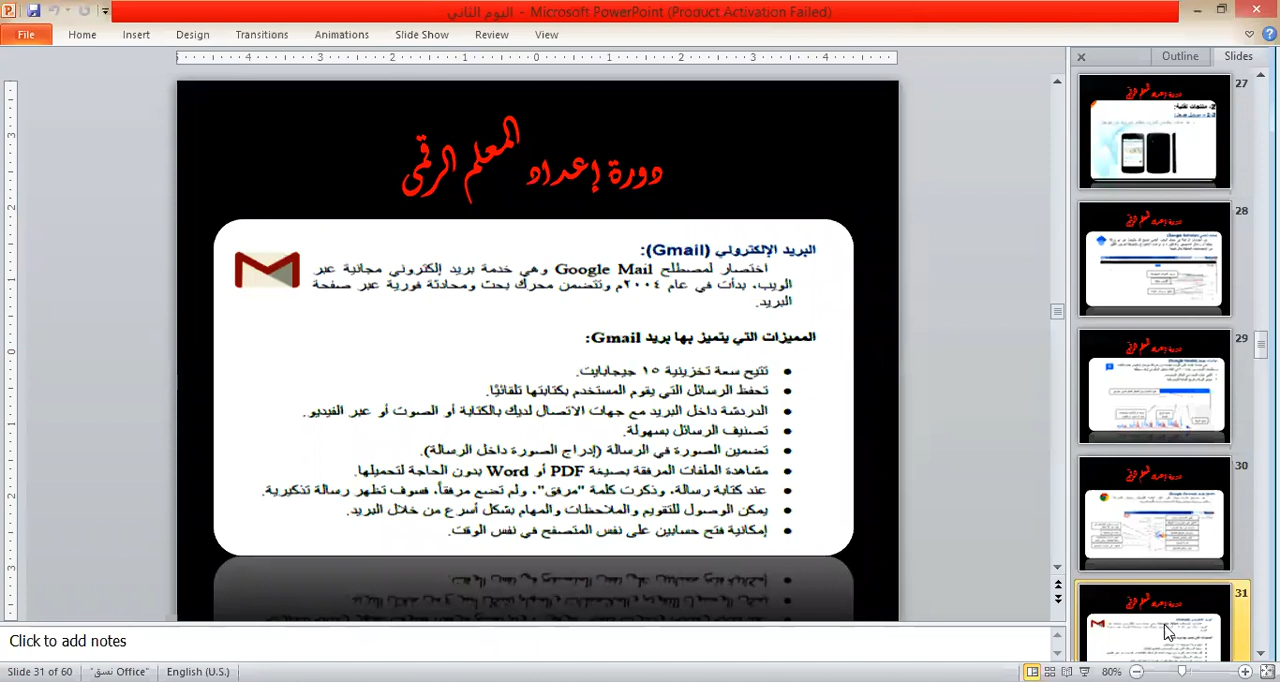 اليوم الثاني - Microsoft PowerPoint (Product Activation Failed)
File Home Insert Design Transitions Animations Slide Show Review View
Outline Slides
دورة إعداد المعلم الرقمى
البريد الإلكتروني (Gmail):
اختصار لمصطلح Google Mail وهي خدمة بريد إلكتروني مجانية عبر
الويب، بدأت في عام ٢٠٠٤م وتتضمن محرك بحث ومحادثة فورية عبر صفحة
البريد.
المميزات التي يتميز بها بريد Gmail:
• تتيح سعة تخزينية ١٥ جيجابايت.
• تحفظ الرسائل التي يقوم المستخدم بكتابتها تلقائيًا.
• الدردشة داخل البريد مع جهات الاتصال لديك بالكتابة أو الصوت أو عبر الفيديو.
• تصنيف الرسائل بسهولة.
• تضمين الصورة في الرسالة (إدراج الصورة داخل الرسالة).
• مشاهدة الملفات المرفقة بصيغة PDF أو Word بدون الحاجة لتحميلها.
• عند كتابة رسالة، وذكرت كلمة "مرفق"، ولم تضع مرفقاً، فسوف تظهر رسالة تذكيرية.
• يمكن الوصول للتقويم والملاحظات والمهام بشكل أسرع من خلال البريد.
• إمكانية فتح حسابين على نفس المتصفح في نفس الوقت.
27
28
29
30
31
Click to add notes
Slide 31 of 60 "نسق Office" English (U.S.) 80%